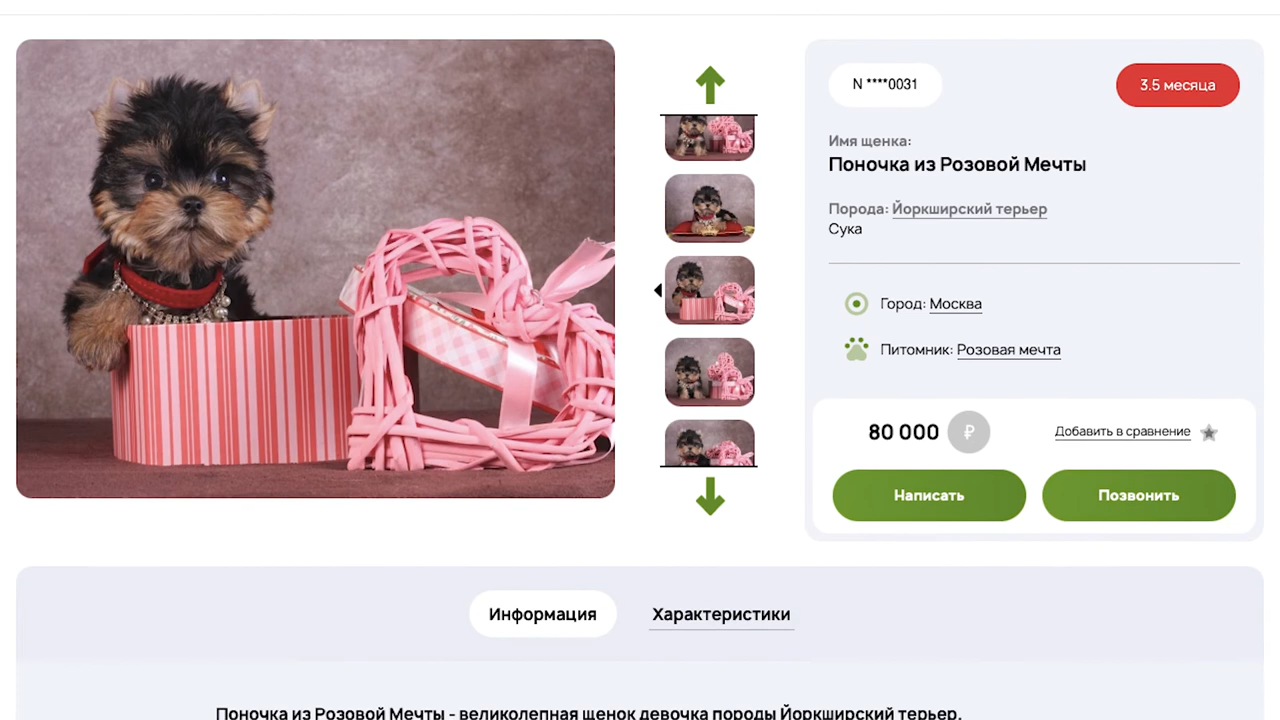 N ****0031
3.5 месяца
Имя щенка:
Поночка из Розовой Мечты
Порода: Йоркширский терьер
Сука
Город: Москва
Питомник: Розовая мечта
80 000 ₽
Добавить в сравнение
Написать
Позвонить
Информация
Характеристики
Поночка из Розовой Мечты - великолепная щенок девочка породы Йоркширский терьер.